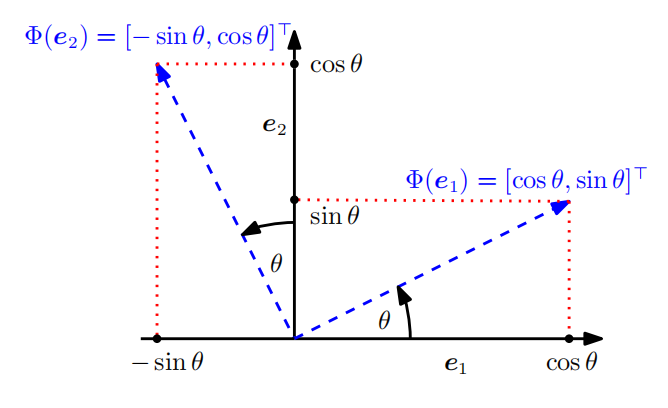 Φ(e₂) = [− sin θ, cos θ]⊤
cos θ
e₂
Φ(e₁) = [cos θ, sin θ]⊤
sin θ
θ
θ
− sin θ
e₁
cos θ